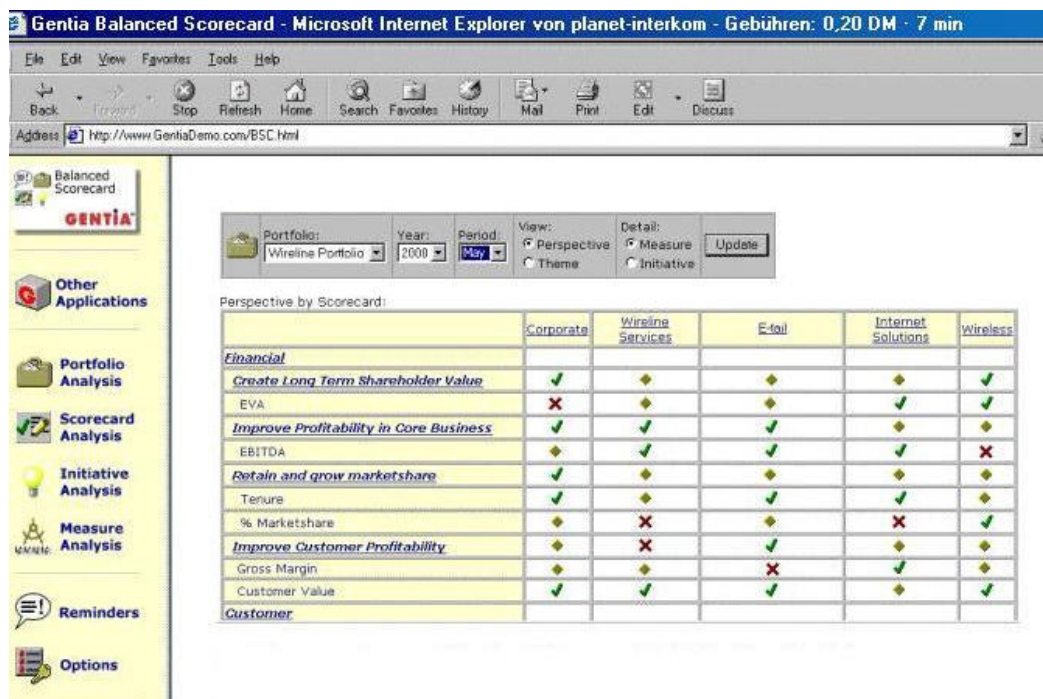 Gentia Balanced Scorecard - Microsoft Internet Explorer von planet-interkom - Gebühren: 0,20 DM - 7 min
File Edit View Favorites Tools Help
Back Forward Stop Refresh Home Search Favorites History Mail Print Edit Discuss
Address http://www.GentiaDemo.com/BSC.html
Balanced
Scorecard
GENTIA
Other
Applications
Portfolio
Analysis
Scorecard
Analysis
Initiative
Analysis
Measure
Analysis
Reminders
Options
Portfolio: Year: Period: View: Detail:
Wireline Portfolio 2000 May Perspective Measure Update
Theme Initiative
Perspective by Scorecard:
Corporate Wireline Services E-tail Internet Solutions Wireless
Financial
Create Long Term Shareholder Value
EVA
Improve Profitability in Core Business
EBITDA
Retain and grow marketshare
Tenure
% Marketshare
Improve Customer Profitability
Gross Margin
Customer Value
Customer